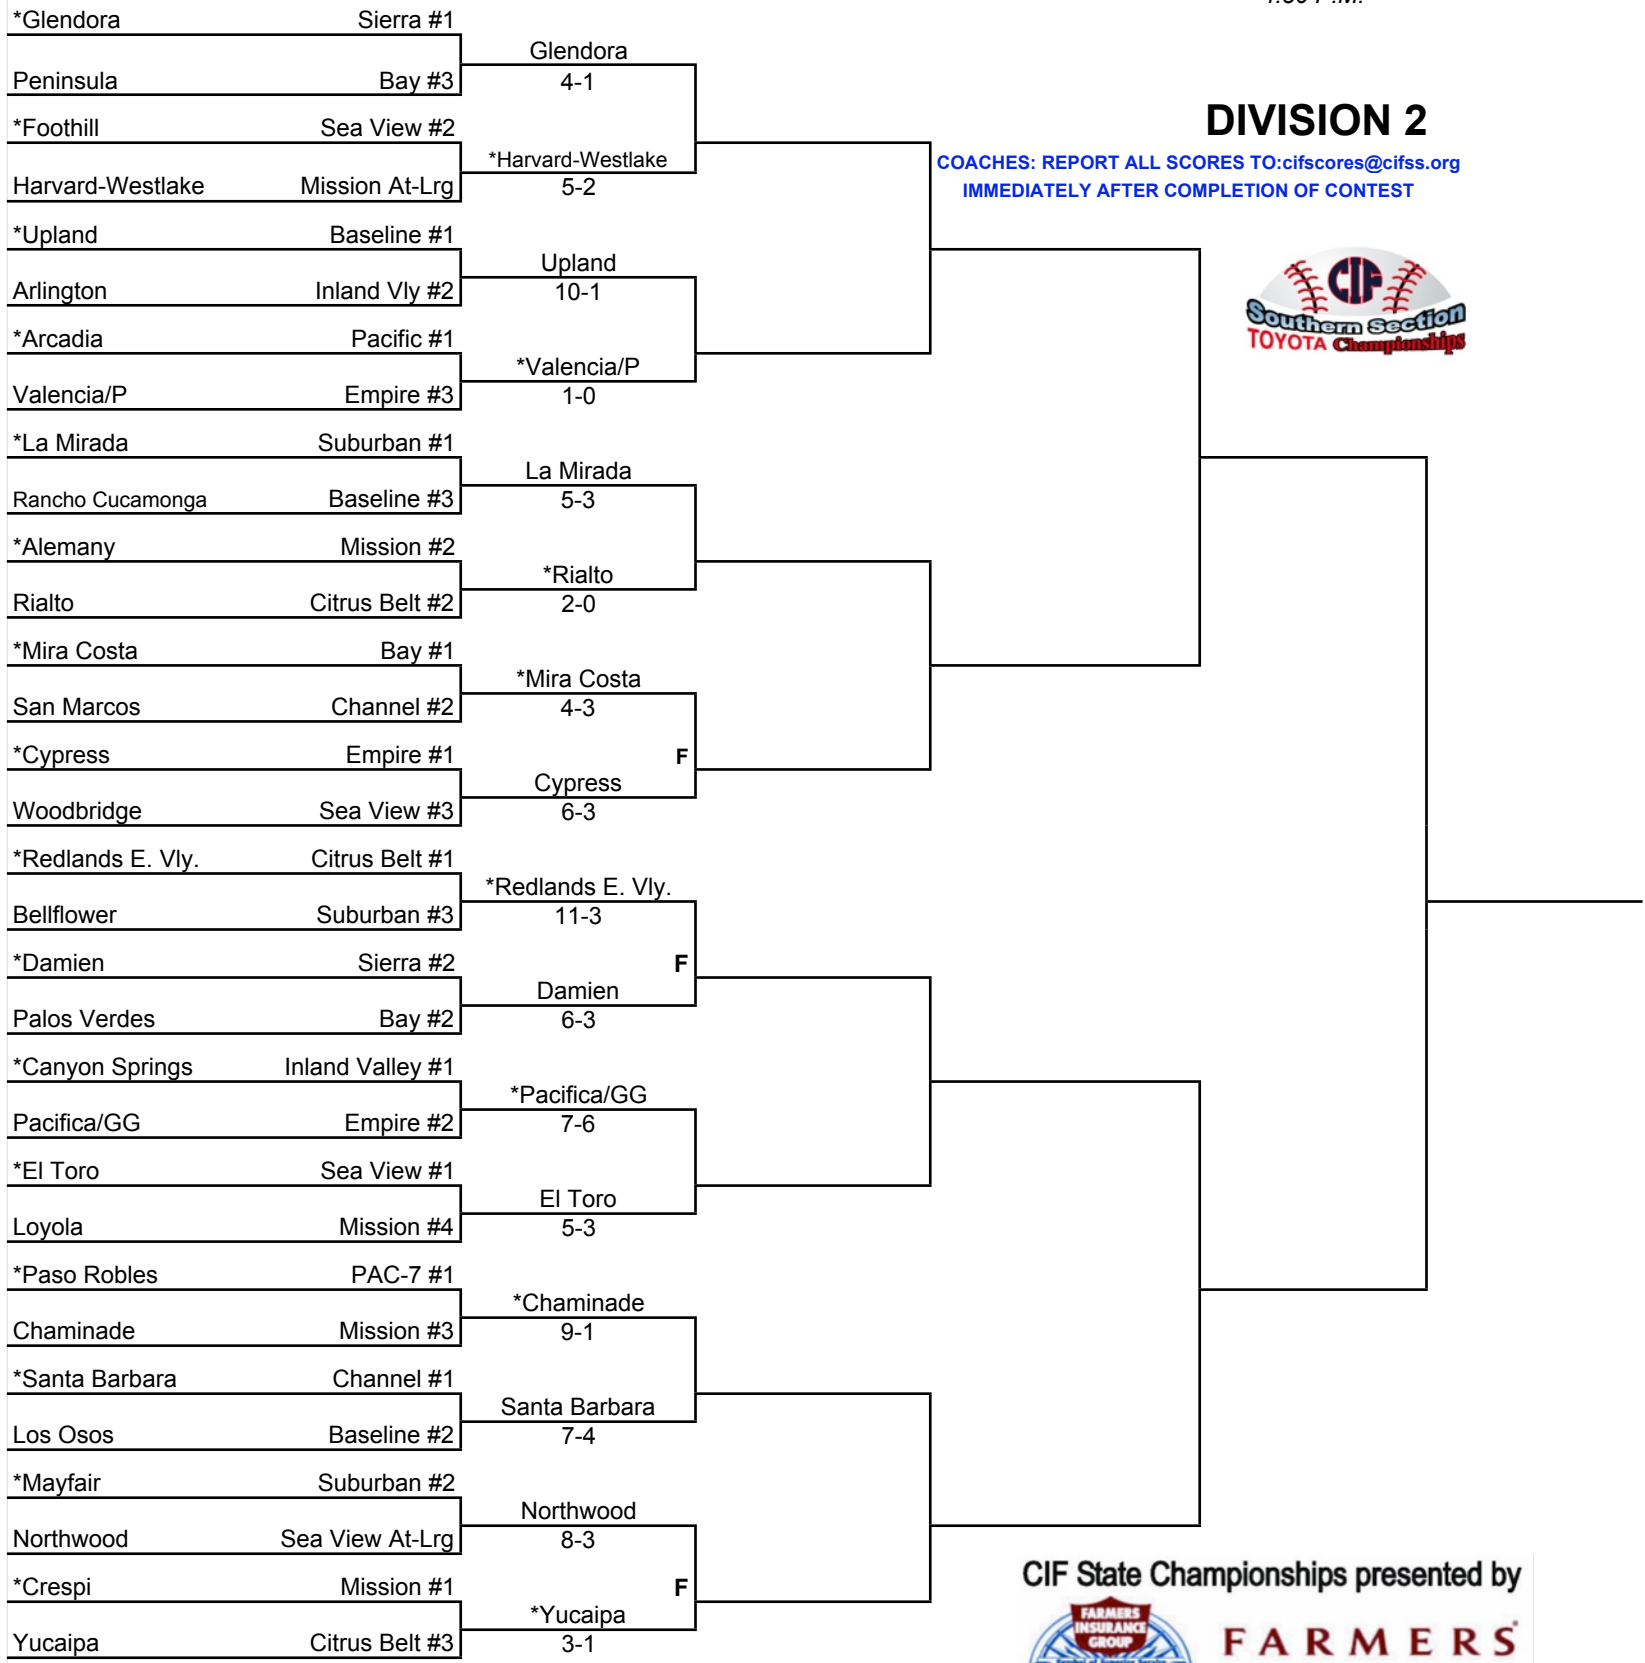 *Glendora Sierra #1
Peninsula Bay #3
*Foothill Sea View #2
Harvard-Westlake Mission At-Lrg
*Upland Baseline #1
Arlington Inland Vly #2
*Arcadia Pacific #1
Valencia/P Empire #3
*La Mirada Suburban #1
Rancho Cucamonga Baseline #3
*Alemany Mission #2
Rialto Citrus Belt #2
*Mira Costa Bay #1
San Marcos Channel #2
*Cypress Empire #1
Woodbridge Sea View #3
*Redlands E. Vly. Citrus Belt #1
Bellflower Suburban #3
*Damien Sierra #2
Palos Verdes Bay #2
*Canyon Springs Inland Valley #1
Pacifica/GG Empire #2
*El Toro Sea View #1
Loyola Mission #4
*Paso Robles PAC-7 #1
Chaminade Mission #3
*Santa Barbara Channel #1
Los Osos Baseline #2
*Mayfair Suburban #2
Northwood Sea View At-Lrg
*Crespi Mission #1
Yucaipa Citrus Belt #3
Glendora
4-1
*Harvard-Westlake
5-2
Upland
10-1
*Valencia/P
1-0
La Mirada
5-3
*Rialto
2-0
*Mira Costa
4-3
F
Cypress
6-3
*Redlands E. Vly.
11-3
F
Damien
6-3
*Pacifica/GG
7-6
El Toro
5-3
*Chaminade
9-1
Santa Barbara
7-4
Northwood
8-3
F
*Yucaipa
3-1
P.M.
DIVISION 2
COACHES: REPORT ALL SCORES TO:cifscores@cifss.org
IMMEDIATELY AFTER COMPLETION OF CONTEST
CIF
Southern Section
TOYOTA Championships
CIF State Championships presented by
FARMERS
INSURANCE
GROUP
FARMERS